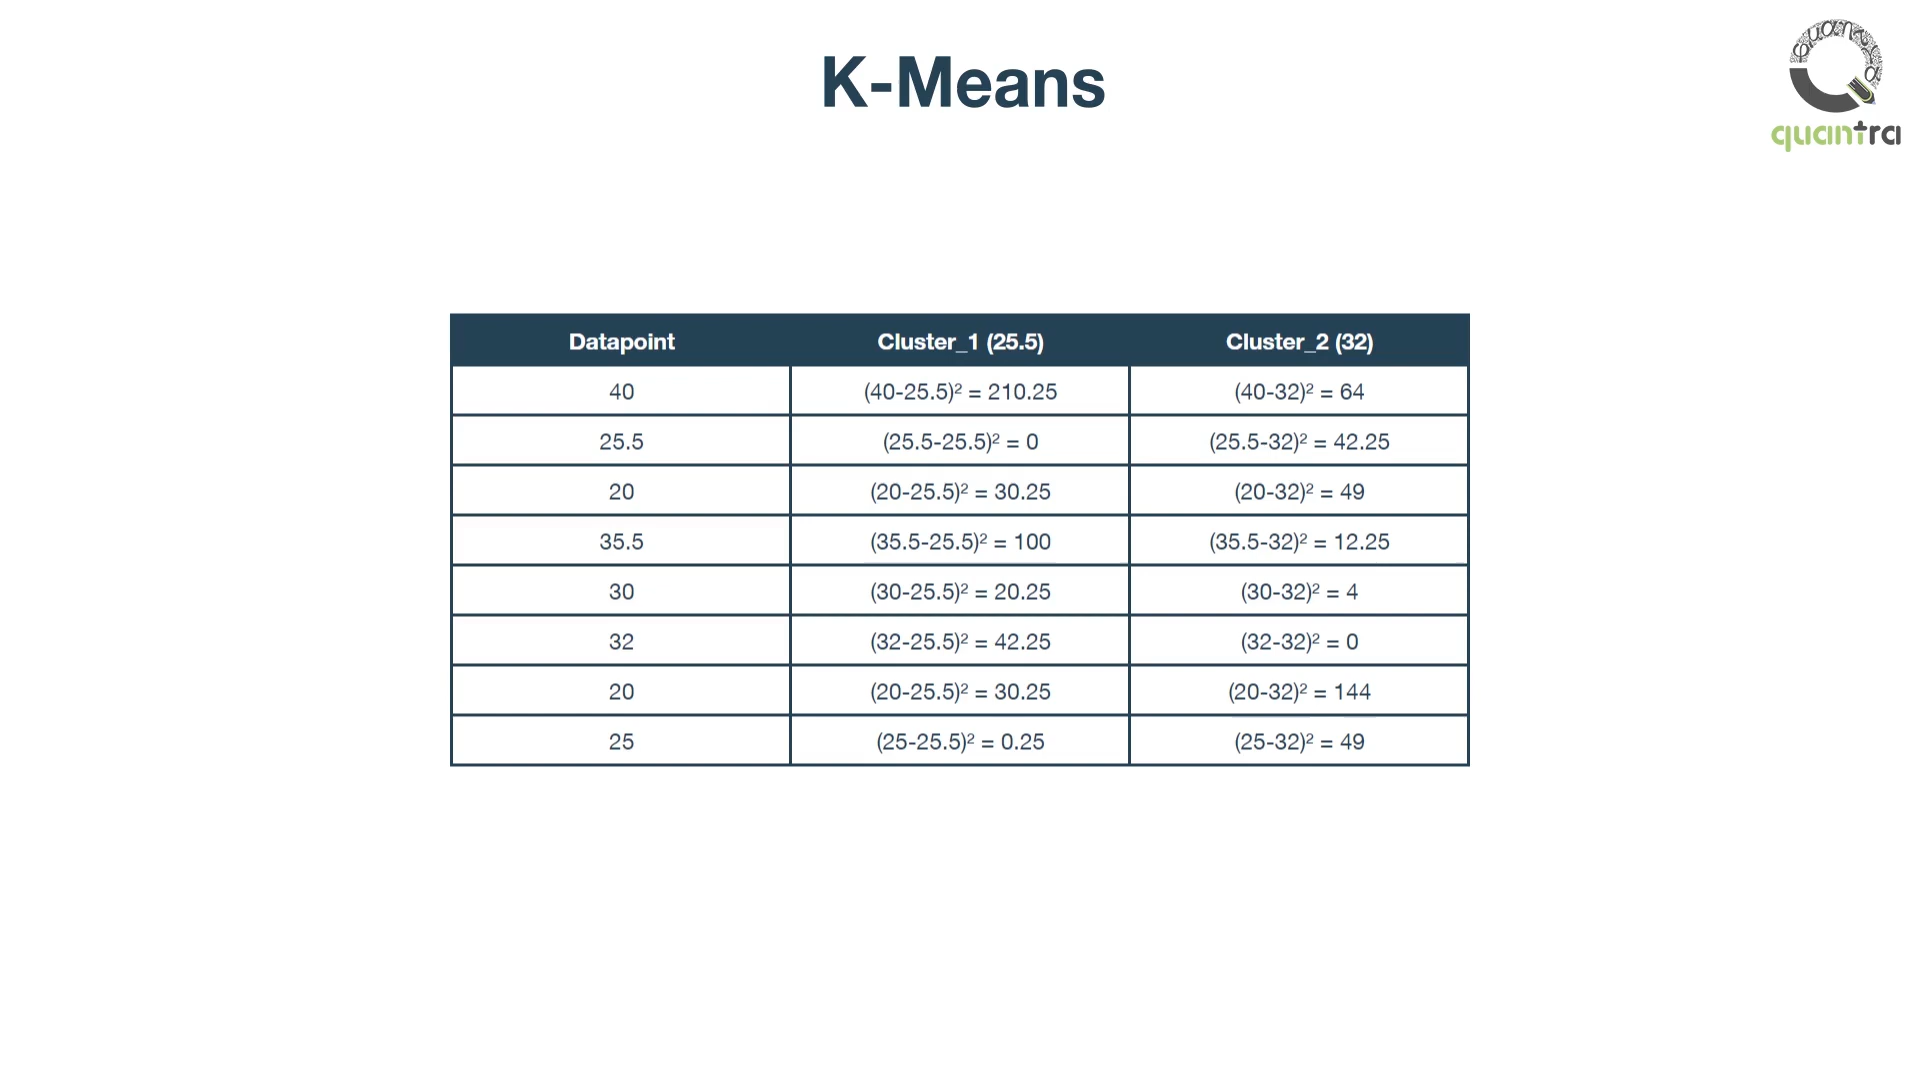 K-Means
quantra
Datapoint Cluster_1 (25.5) Cluster_2 (32)
40 (40-25.5)² = 210.25 (40-32)² = 64
25.5 (25.5-25.5)² = 0 (25.5-32)² = 42.25
20 (20-25.5)² = 30.25 (20-32)² = 49
35.5 (35.5-25.5)² = 100 (35.5-32)² = 12.25
30 (30-25.5)² = 20.25 (30-32)² = 4
32 (32-25.5)² = 42.25 (32-32)² = 0
20 (20-25.5)² = 30.25 (20-32)² = 144
25 (25-25.5)² = 0.25 (25-32)² = 49